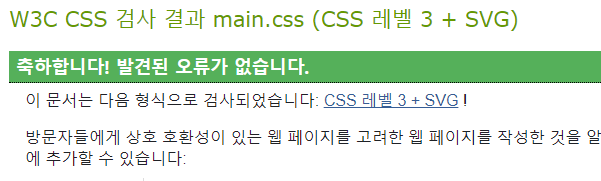 W3C CSS 검사 결과 main.css (CSS 레벨 3 + SVG)
축하합니다! 발견된 오류가 없습니다.
이 문서는 다음 형식으로 검사되었습니다: CSS 레벨 3 + SVG !
방문자들에게 상호 호환성이 있는 웹 페이지를 고려한 웹 페이지를 작성한 것을 알
에 추가할 수 있습니다: